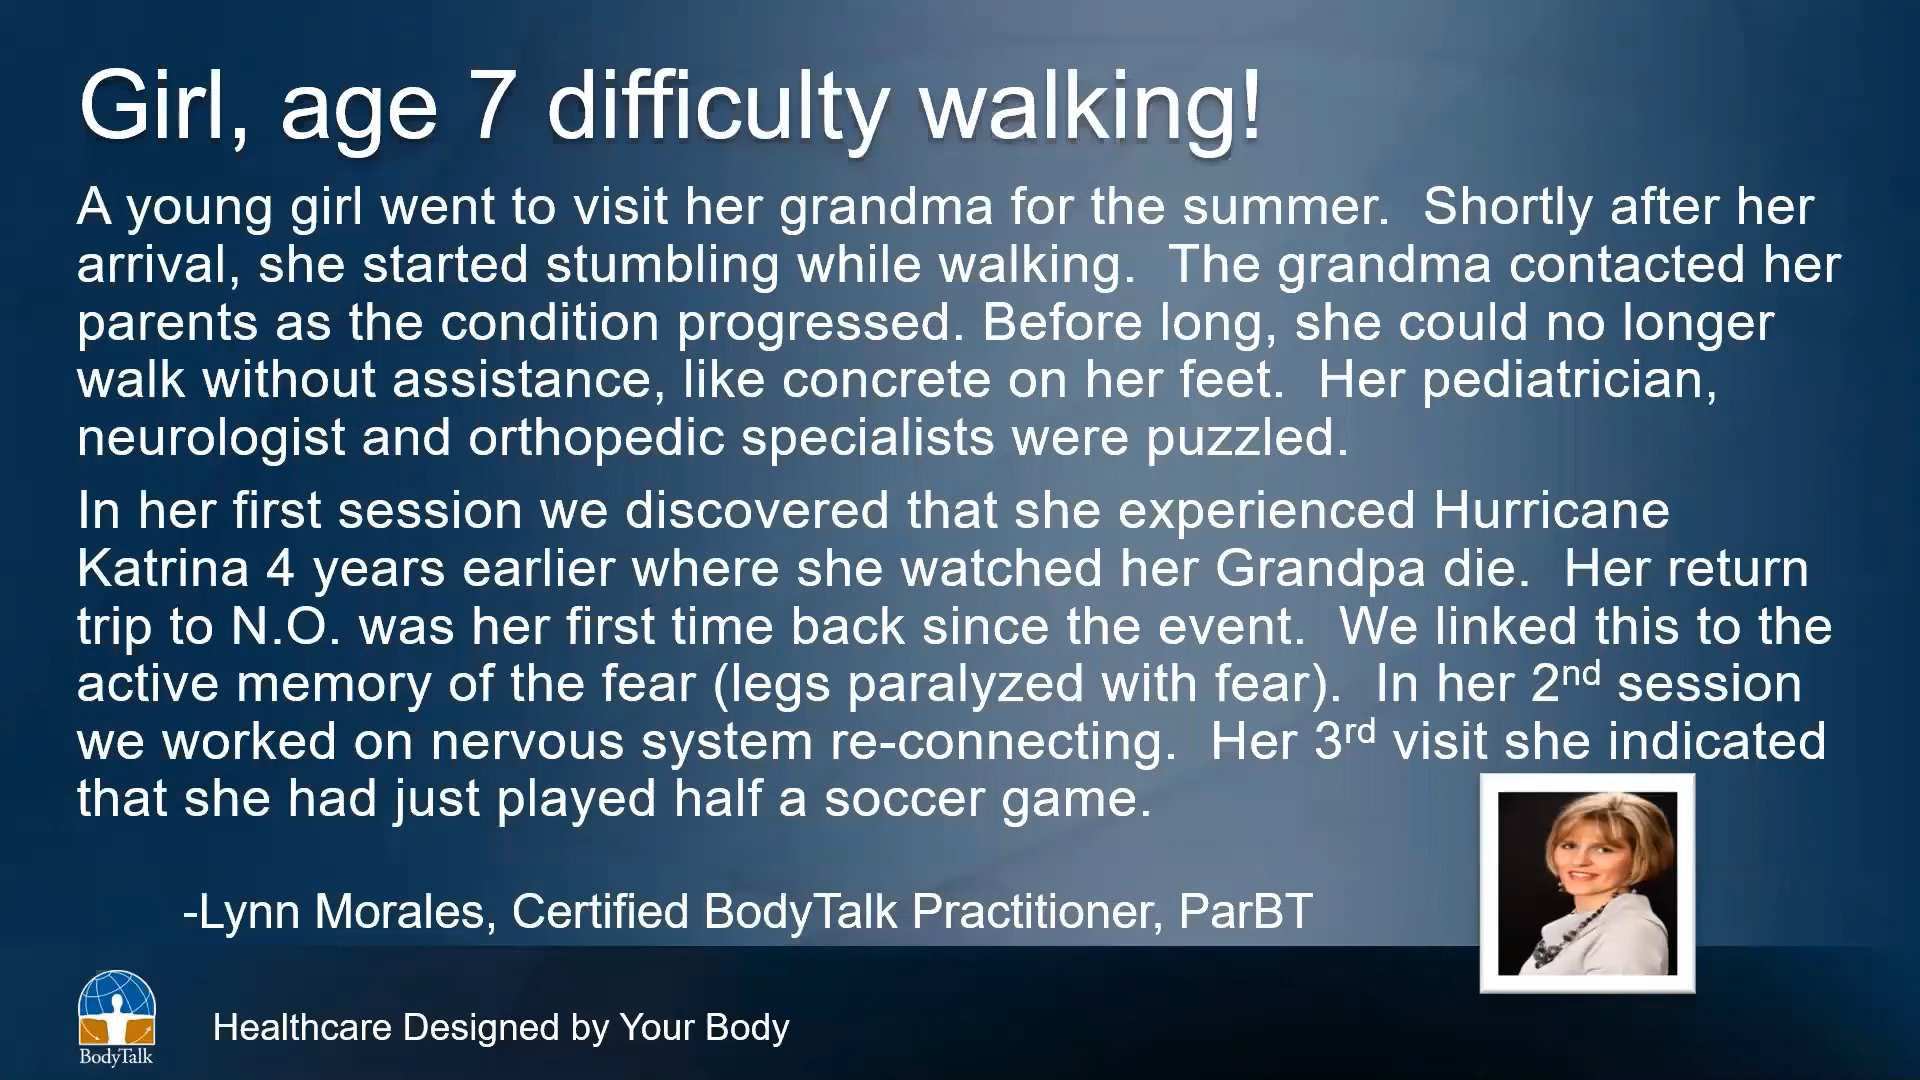 Girl, age 7 difficulty walking!
A young girl went to visit her grandma for the summer.  Shortly after her
arrival, she started stumbling while walking.  The grandma contacted her
parents as the condition progressed. Before long, she could no longer
walk without assistance, like concrete on her feet.  Her pediatrician,
neurologist and orthopedic specialists were puzzled.
In her first session we discovered that she experienced Hurricane
Katrina 4 years earlier where she watched her Grandpa die.  Her return
trip to N.O. was her first time back since the event.  We linked this to the
active memory of the fear (legs paralyzed with fear).  In her 2nd session
we worked on nervous system re-connecting.  Her 3rd visit she indicated
that she had just played half a soccer game.
-Lynn Morales, Certified BodyTalk Practitioner, ParBT
Healthcare Designed by Your Body
BodyTalk